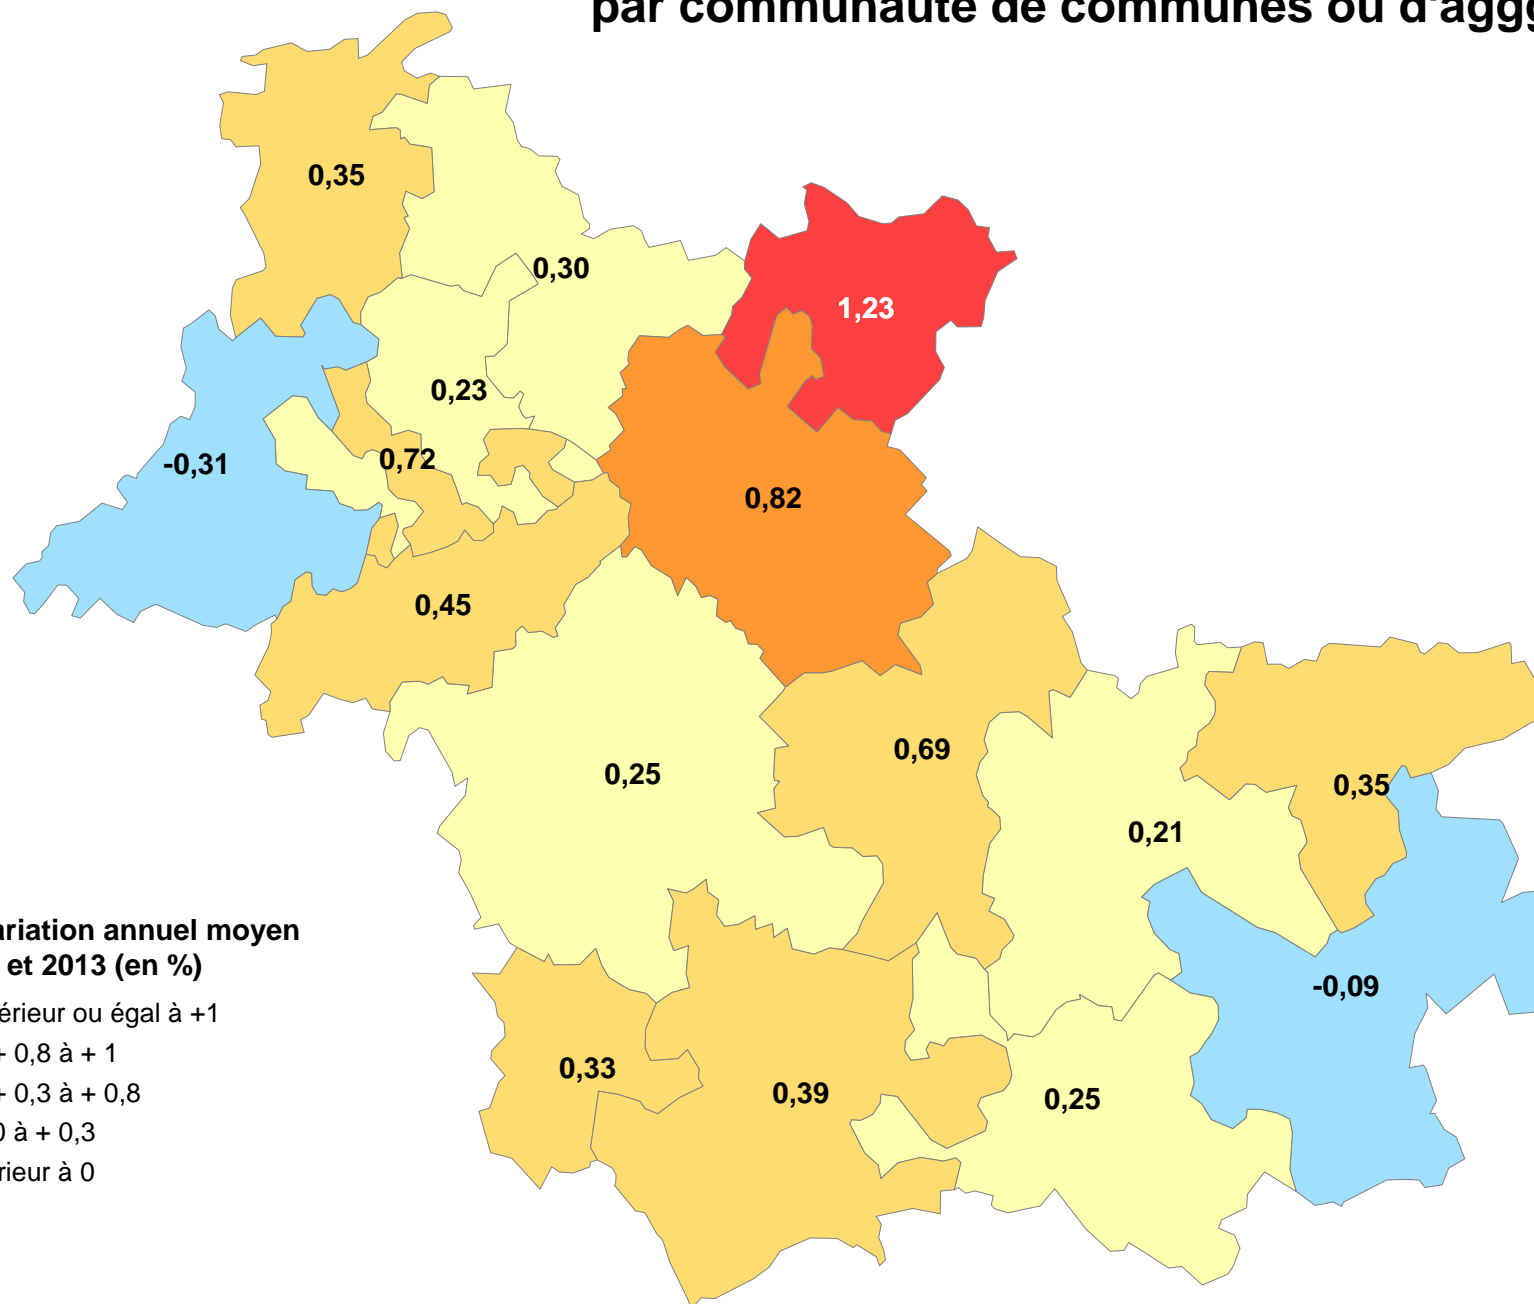 par communauté de communes ou d'aggg
0,35
0,30
1,23
0,23
-0,31
0,72
0,82
0,45
0,69
0,25
0,35
0,21
ariation annuel moyen
et 2013 (en %)
-0,09
érieur ou égal à +1
+ 0,8 à + 1
0,33
+ 0,3 à + 0,8
0,39
0,25
0 à + 0,3
rieur à 0